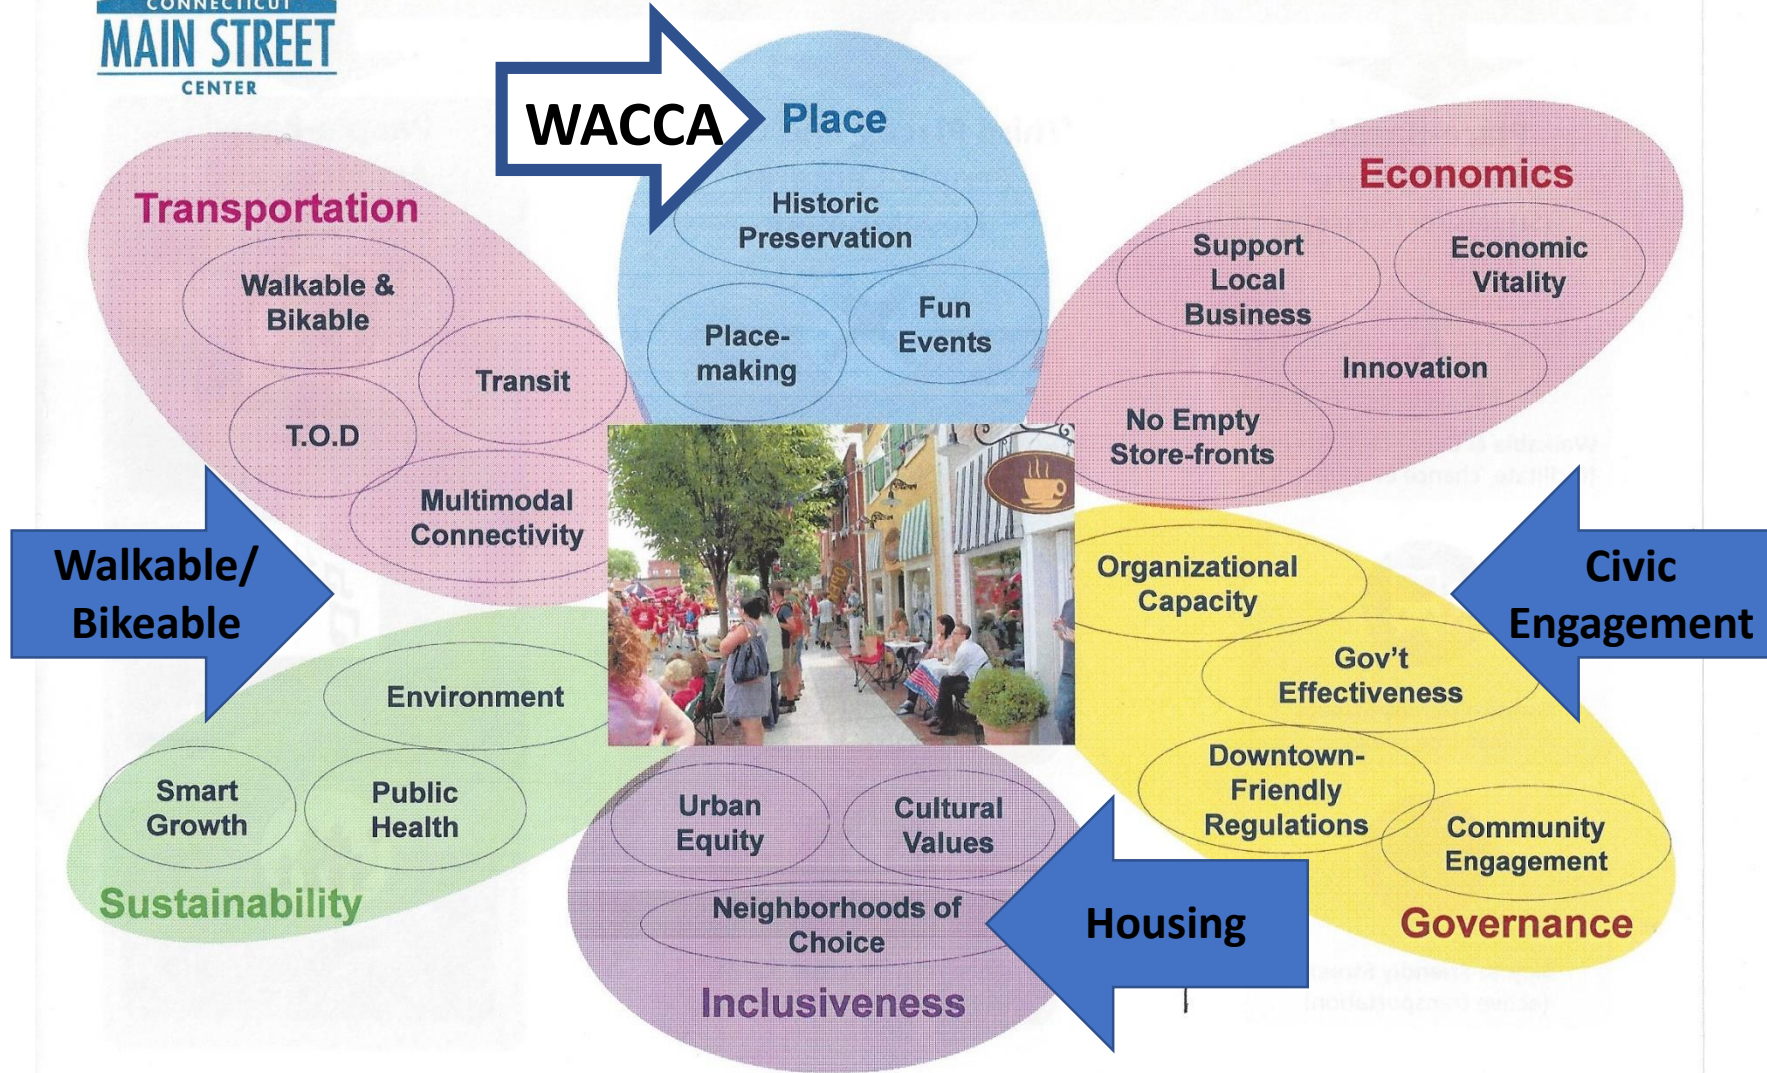 CONNECTICUT
MAIN STREET
CENTER
WACCA
Place
Historic
Preservation
Place-
making
Fun
Events
Transportation
Walkable &
Bikable
Transit
T.O.D
Multimodal
Connectivity
Economics
Support
Local
Business
Economic
Vitality
Innovation
No Empty
Store-fronts
Walkable/
Bikeable
Civic
Engagement
Organizational
Capacity
Gov't
Effectiveness
Downtown-
Friendly
Regulations
Community
Engagement
Governance
Environment
Smart
Growth
Public
Health
Sustainability
Urban
Equity
Cultural
Values
Neighborhoods of
Choice
Inclusiveness
Housing